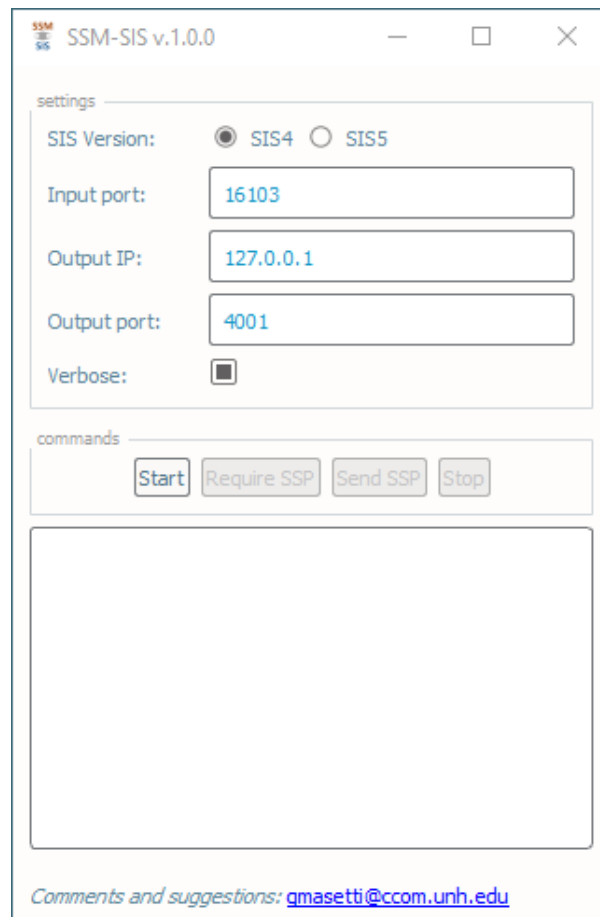 SSM
SIS
SSM-SIS v.1.0.0
settings
SIS Version: SIS4 SIS5
Input port: 16103
Output IP: 127.0.0.1
Output port: 4001
Verbose:
commands
Start Require SSP Send SSP Stop
Comments and suggestions: gmasetti@ccom.unh.edu